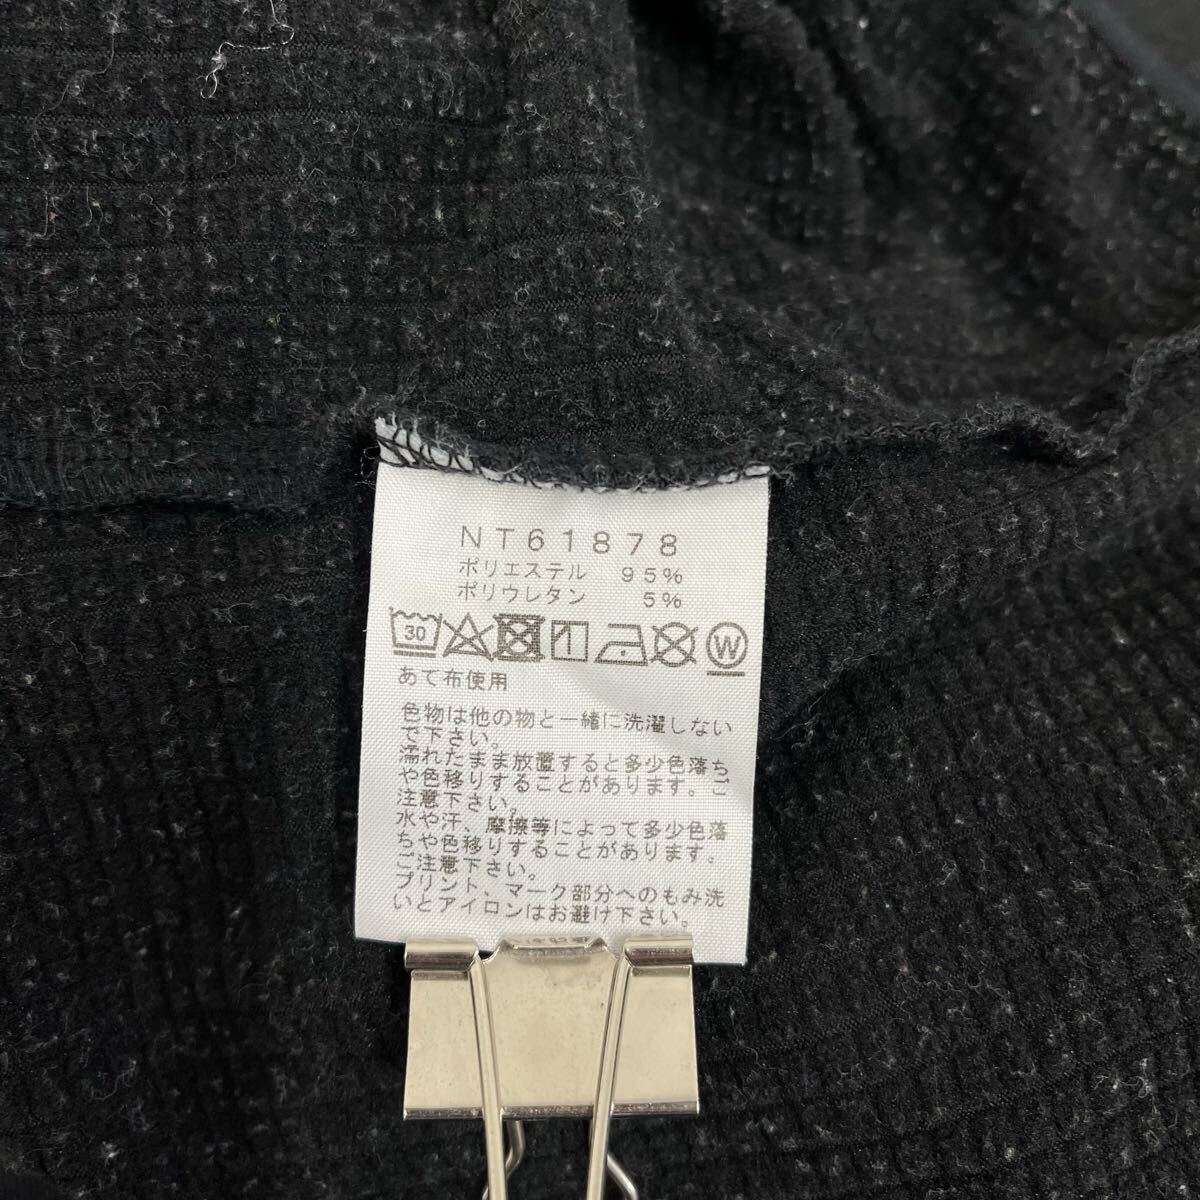 NT61878
ポリエステル 95%
ポリウレタン 5%
30
W
あて布使用
色物は他の物と一緒に洗濯しない
で下さい。
濡れたまま放置すると多少色落ち
や色移りすることがあります。ご
注意下さい。
水や汗、摩擦等によって多少色落
ちや色移りすることがあります。
ご注意下さい。
プリント、マーク部分へのもみ洗
いとアイロンはお避け下さい。